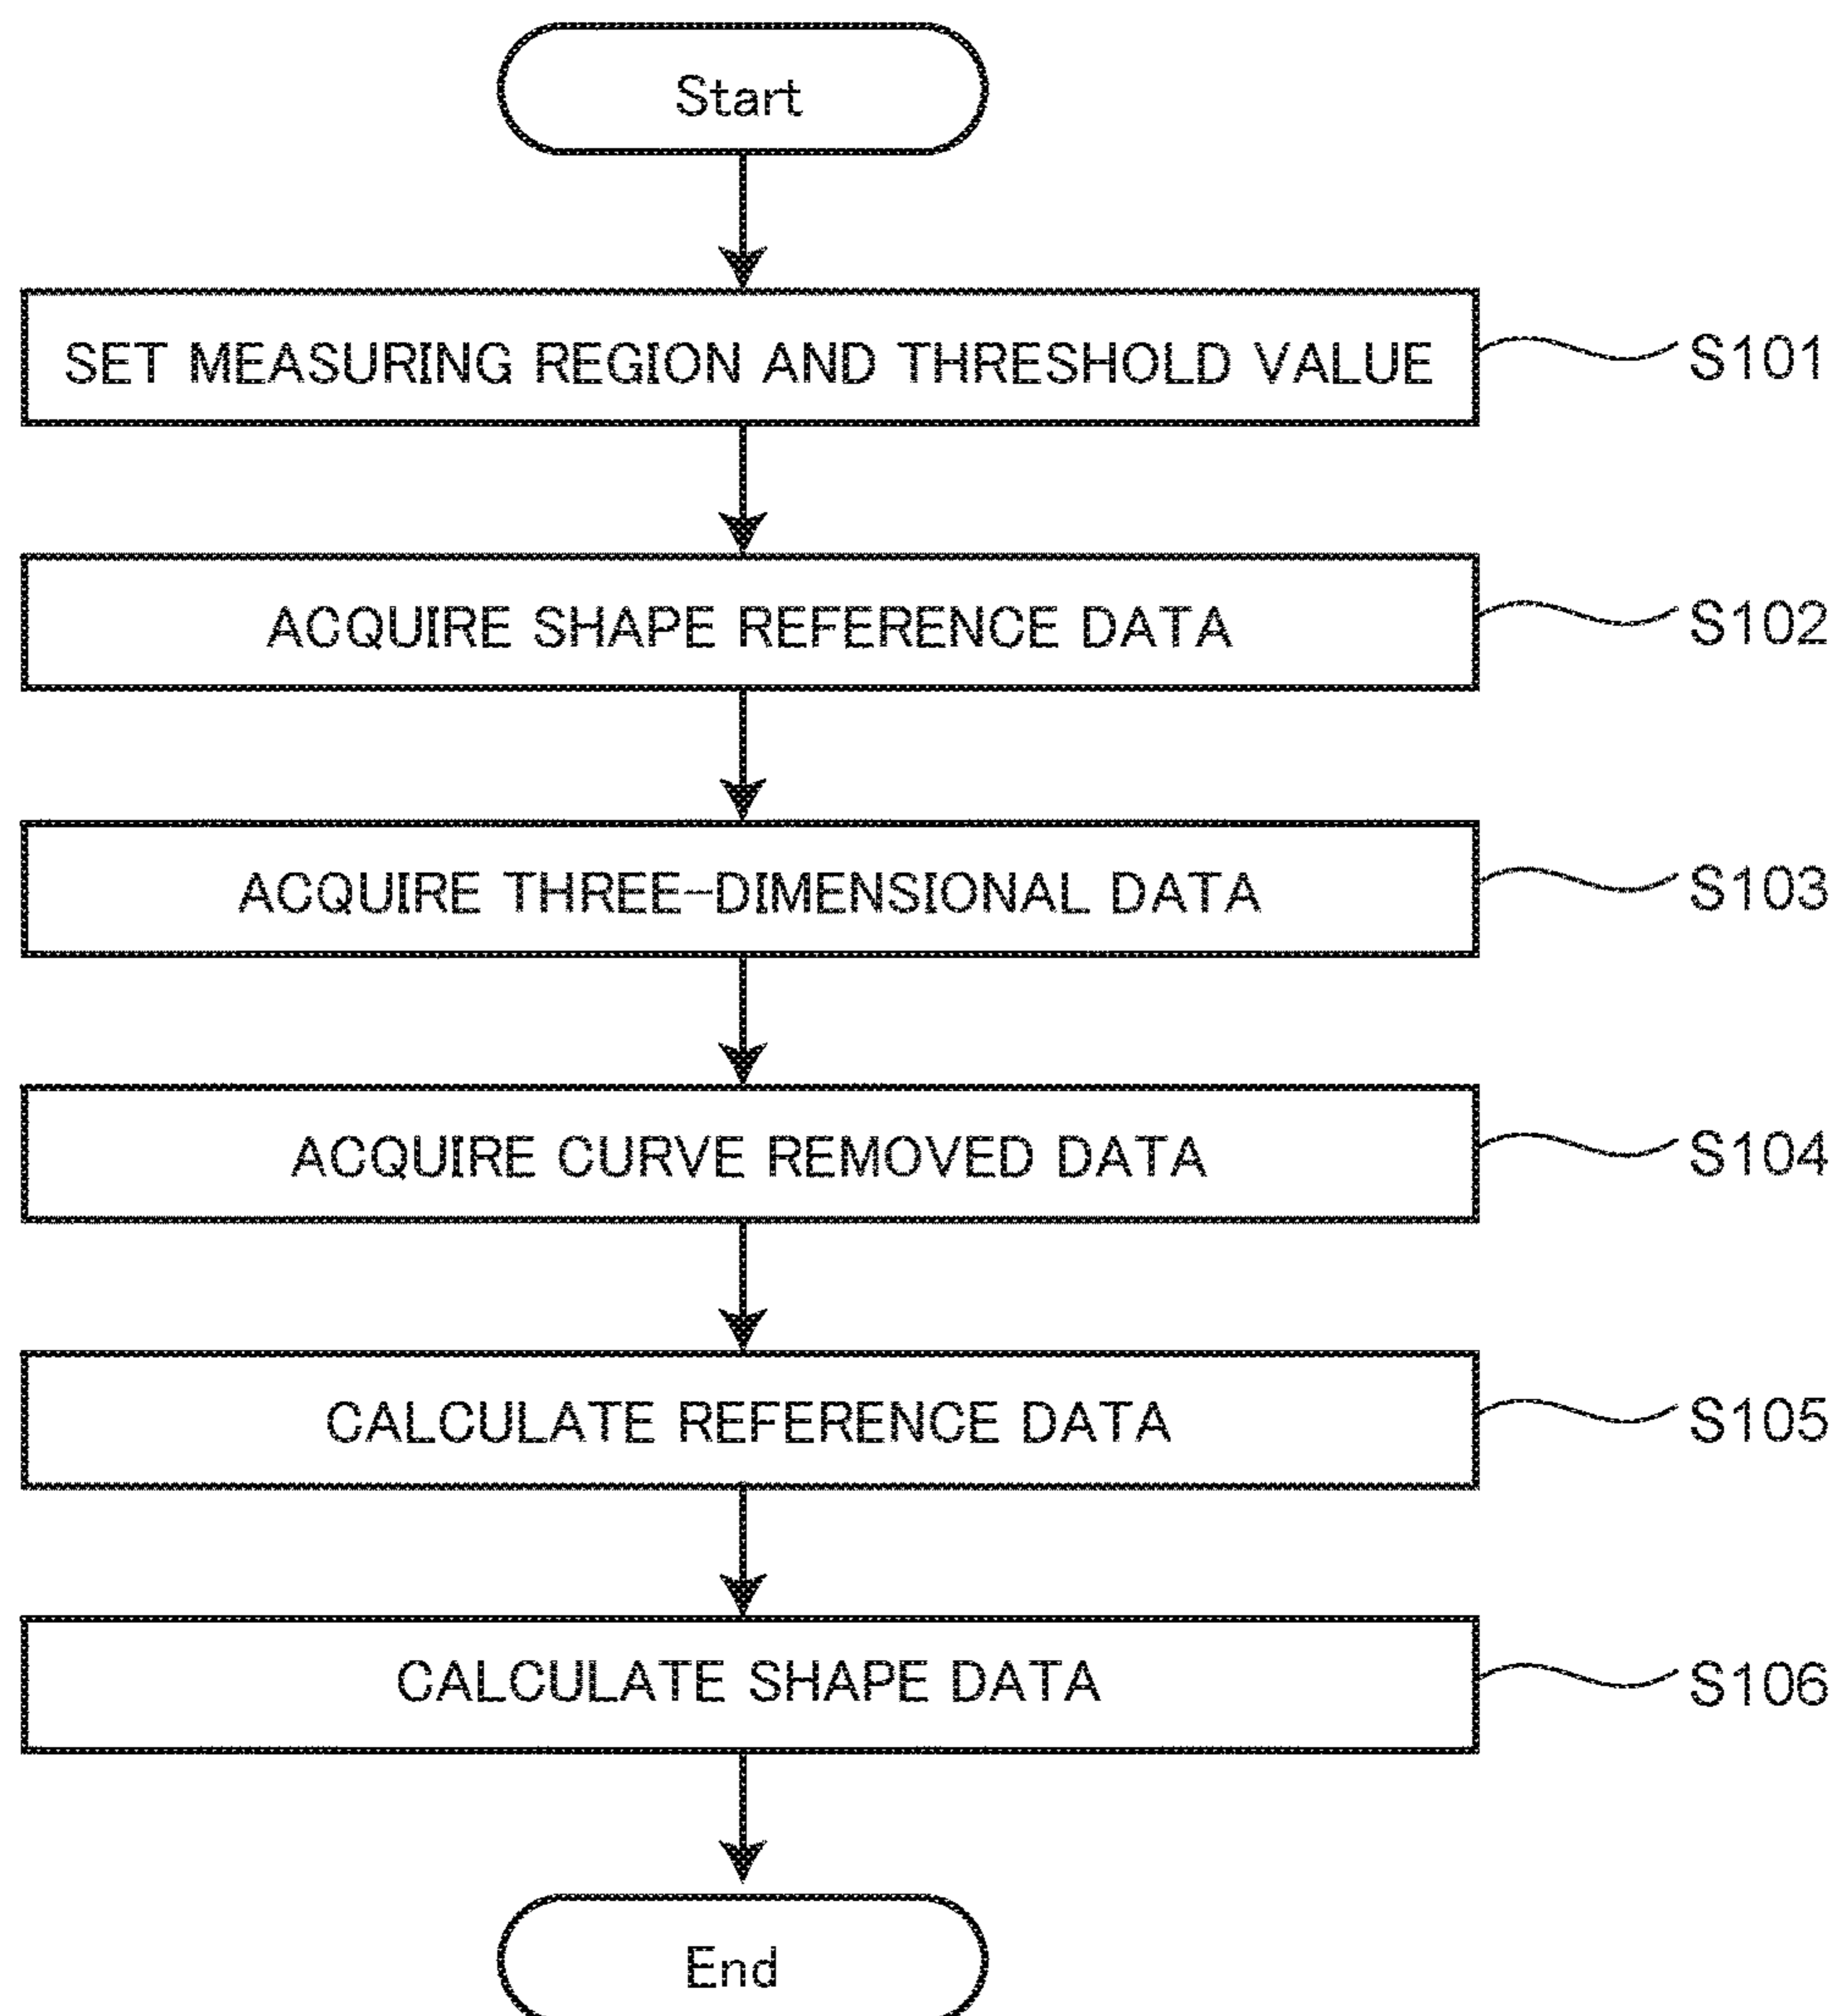 Start
SET MEASURING REGION AND THRESHOLD VALUE
S101
ACQUIRE SHAPE REFERENCE DATA
S102
ACQUIRE THREE-DIMENSIONAL DATA
S103
ACQUIRE CURVE REMOVED DATA
S104
CALCULATE REFERENCE DATA
S105
CALCULATE SHAPE DATA
S106
End